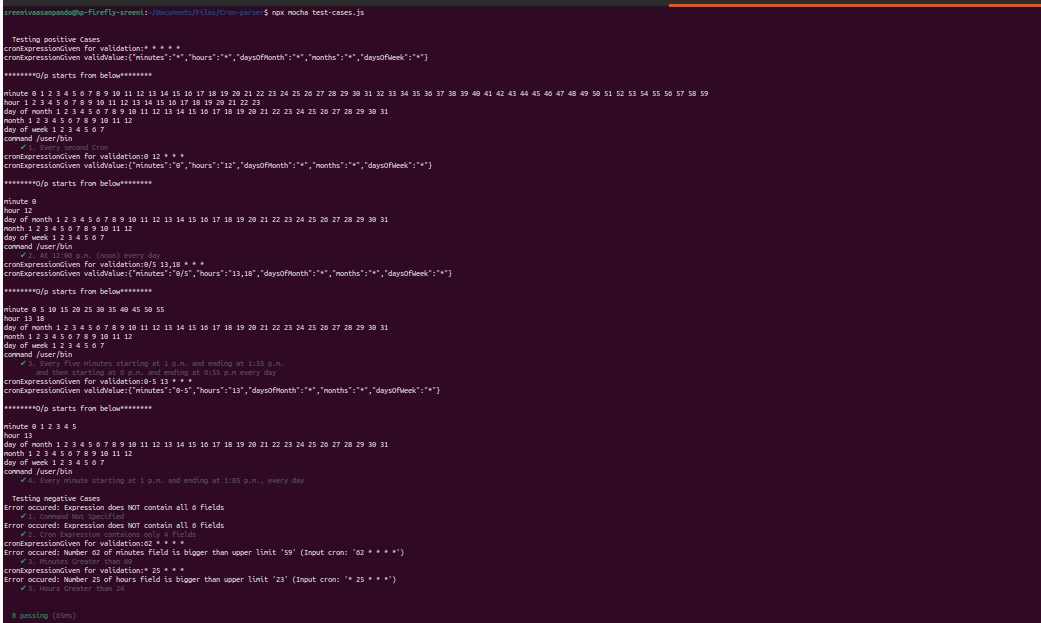 sreenivaasanpando@hp-firefly-sreeni:~/Documents/Files/Cron-parser$ npx mocha test-cases.js
Testing positive Cases
cronExpressionGiven for validation:* * * * *
cronExpressionGiven validValue:{"minutes":"*","hours":"*","daysOfMonth":"*","months":"*","daysOfWeek":"*"}
********O/p starts from below********
minute 0 1 2 3 4 5 6 7 8 9 10 11 12 13 14 15 16 17 18 19 20 21 22 23 24 25 26 27 28 29 30 31 32 33 34 35 36 37 38 39 40 41 42 43 44 45 46 47 48 49 50 51 52 53 54 55 56 57 58 59
hour 1 2 3 4 5 6 7 8 9 10 11 12 13 14 15 16 17 18 19 20 21 22 23
day of month 1 2 3 4 5 6 7 8 9 10 11 12 13 14 15 16 17 18 19 20 21 22 23 24 25 26 27 28 29 30 31
month 1 2 3 4 5 6 7 8 9 10 11 12
day of week 1 2 3 4 5 6 7
command /user/bin
✔ 1. Every second Cron
cronExpressionGiven for validation:0 12 * * *
cronExpressionGiven validValue:{"minutes":"0","hours":"12","daysOfMonth":"*","months":"*","daysOfWeek":"*"}
********O/p starts from below********
minute 0
hour 12
day of month 1 2 3 4 5 6 7 8 9 10 11 12 13 14 15 16 17 18 19 20 21 22 23 24 25 26 27 28 29 30 31
month 1 2 3 4 5 6 7 8 9 10 11 12
day of week 1 2 3 4 5 6 7
command /user/bin
✔ 2. At 12:00 p.m. (noon) every day
cronExpressionGiven for validation:0/5 13,18 * * *
cronExpressionGiven validValue:{"minutes":"0/5","hours":"13,18","daysOfMonth":"*","months":"*","daysOfWeek":"*"}
********O/p starts from below********
minute 0 5 10 15 20 25 30 35 40 45 50 55
hour 13 18
day of month 1 2 3 4 5 6 7 8 9 10 11 12 13 14 15 16 17 18 19 20 21 22 23 24 25 26 27 28 29 30 31
month 1 2 3 4 5 6 7 8 9 10 11 12
day of week 1 2 3 4 5 6 7
command /user/bin
✔ 3. Every five minutes starting at 1 p.m. and ending at 1:55 p.m.
and then starting at 6 p.m. and ending at 6:55 p.m every day
cronExpressionGiven for validation:0-5 13 * * *
cronExpressionGiven validValue:{"minutes":"0-5","hours":"13","daysOfMonth":"*","months":"*","daysOfWeek":"*"}
********O/p starts from below********
minute 0 1 2 3 4 5
hour 13
day of month 1 2 3 4 5 6 7 8 9 10 11 12 13 14 15 16 17 18 19 20 21 22 23 24 25 26 27 28 29 30 31
month 1 2 3 4 5 6 7 8 9 10 11 12
day of week 1 2 3 4 5 6 7
command /user/bin
✔ 4. Every minute starting at 1 p.m. and ending at 1:05 p.m., every day
Testing negative Cases
Error occured: Expression does NOT contain all 6 fields
✔ 1. Command Not Specified
Error occured: Expression does NOT contain all 6 fields
✔ 2. Cron Expression contaions only 4 fields
cronExpressionGiven for validation:62 * * * *
Error occured: Number 62 of minutes field is bigger than upper limit '59' (Input cron: '62 * * * *')
✔ 3. Minutes Greater than 60
cronExpressionGiven for validation:* 25 * * *
Error occured: Number 25 of hours field is bigger than upper limit '23' (Input cron: '* 25 * * *')
✔ 3. Hours Greater than 24
8 passing (65ms)